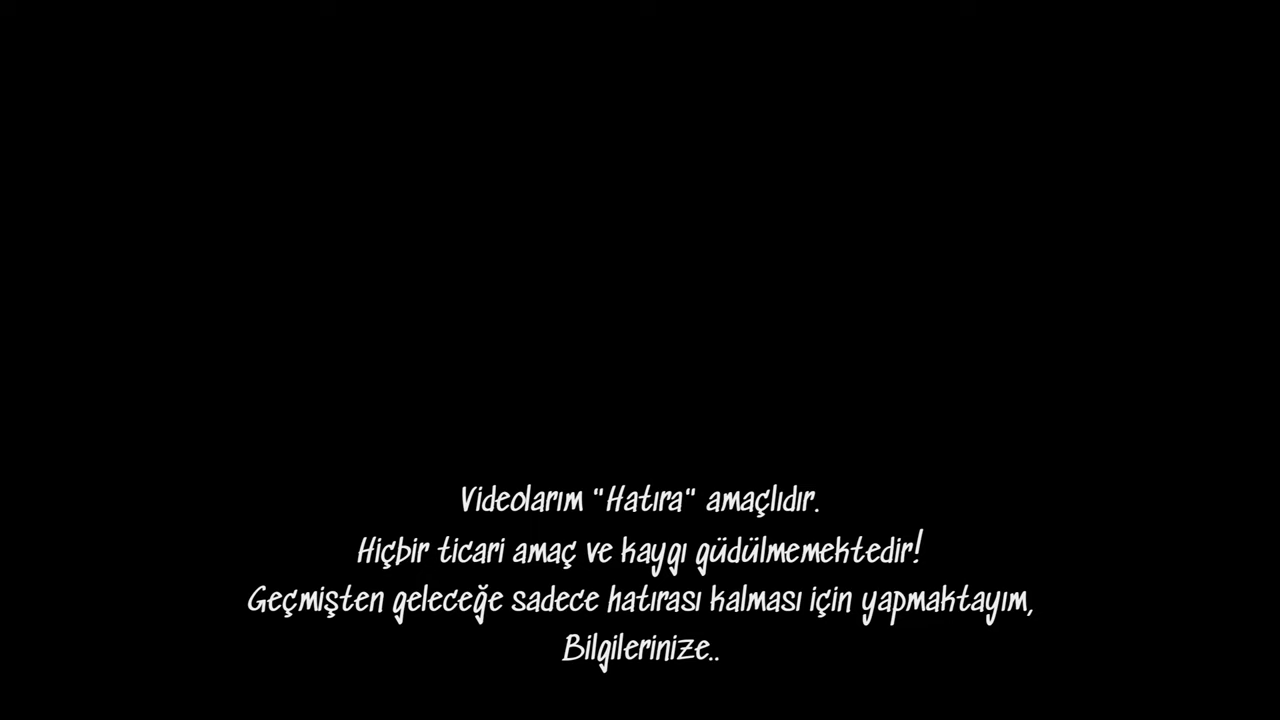 Videolarım "Hatıra" amaçlıdır.
Hiçbir ticari amaç ve kaygı güdülmemektedir!
Geçmişten geleceğe sadece hatırası kalması için yapmaktayım,
Bilgilerinize..